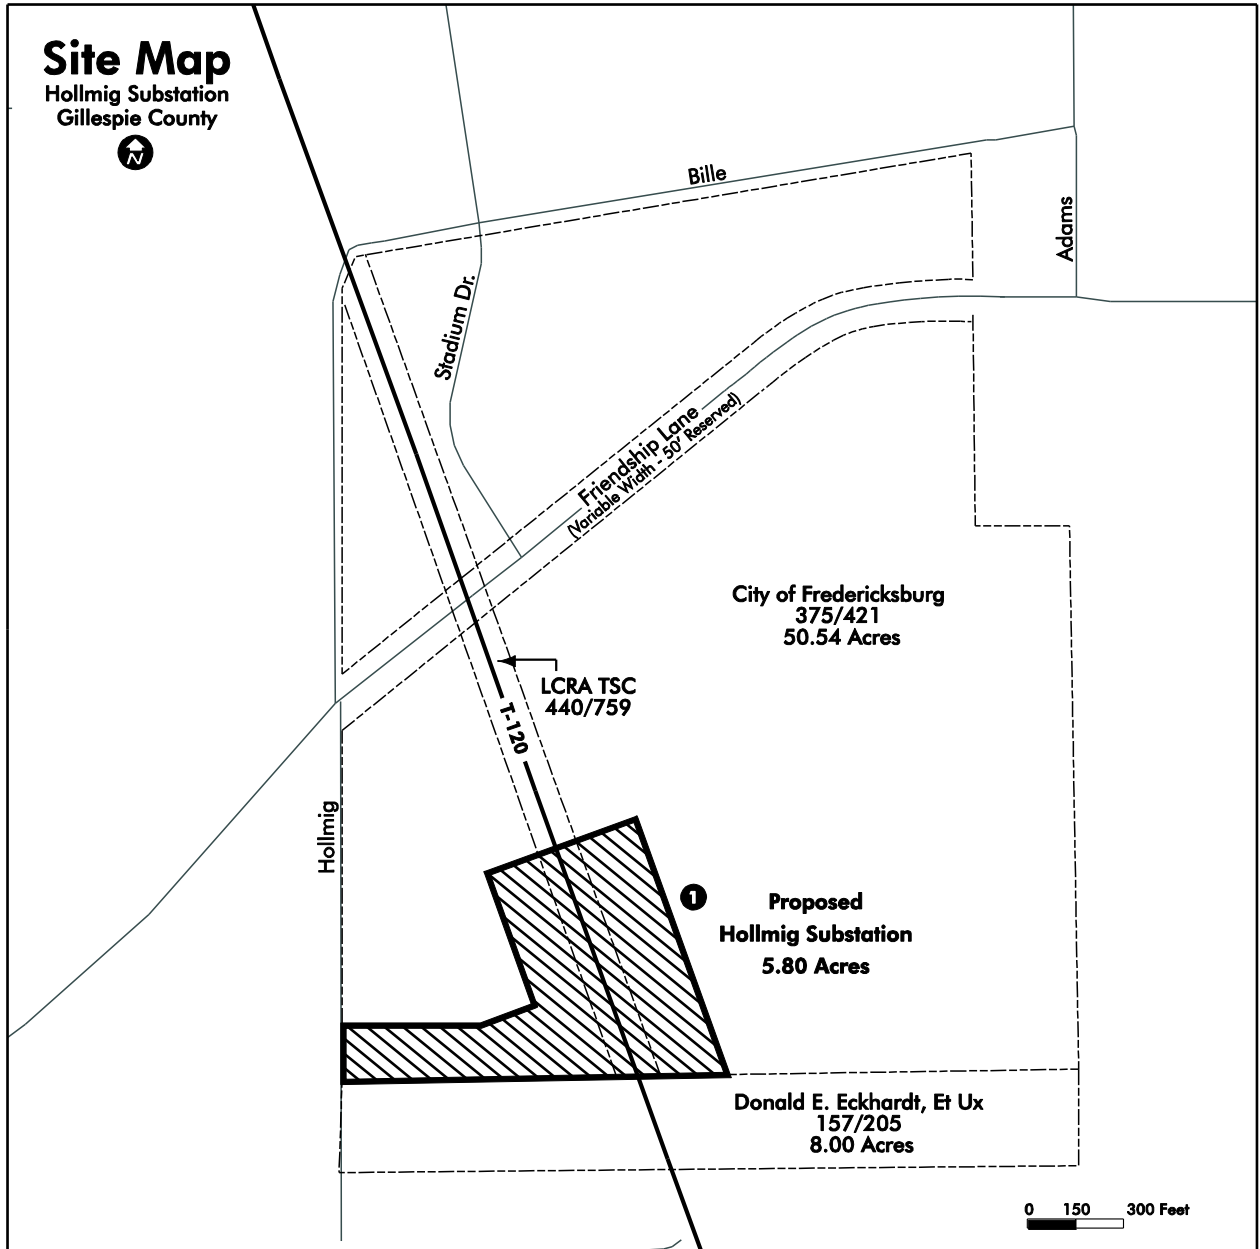 Site Map
Hollmig Substation
Gillespie County
N
Bille
Adams
Stadium Dr.
Friendship Lane
(Variable Width - 50' Reserved)
City of Fredericksburg
375/421
50.54 Acres
LCRA TSC
440/759
T-120
Hollmig
1
Proposed
Hollmig Substation
5.80 Acres
Donald E. Eckhardt, Et Ux
157/205
8.00 Acres
0 150 300 Feet